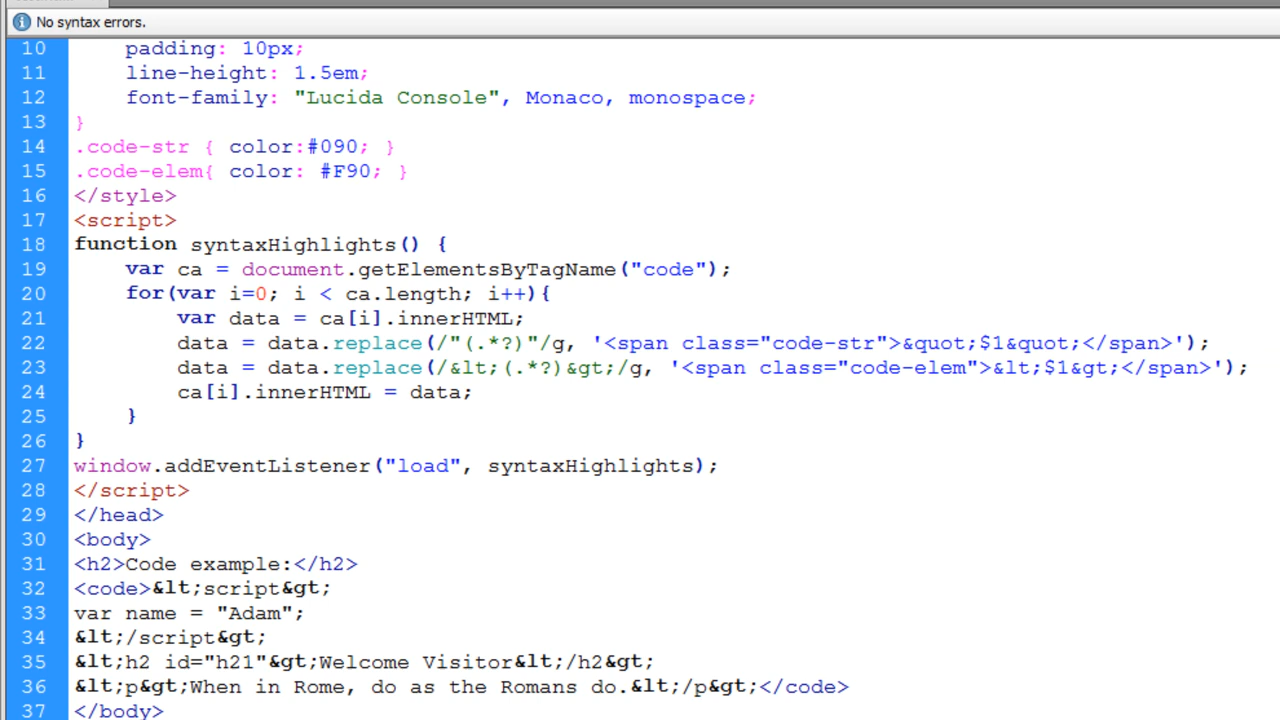 No syntax errors.
10 padding: 10px;
11 line-height: 1.5em;
12 font-family: "Lucida Console", Monaco, monospace;
13 }
14 .code-str { color:#090; }
15 .code-elem{ color: #F90; }
16 </style>
17 <script>
18 function syntaxHighlights() {
19 var ca = document.getElementsByTagName("code");
20 for(var i=0; i < ca.length; i++){
21 var data = ca[i].innerHTML;
22 data = data.replace(/"(.*?)"/g, '<span class="code-str">&quot;$1&quot;</span>');
23 data = data.replace(/&lt;(.*?)&gt;/g, '<span class="code-elem">&lt;$1&gt;</span>');
24 ca[i].innerHTML = data;
25 }
26 }
27 window.addEventListener("load", syntaxHighlights);
28 </script>
29 </head>
30 <body>
31 <h2>Code example:</h2>
32 <code>&lt;script&gt;
33 var name = "Adam";
34 &lt;/script&gt;
35 &lt;h2 id="h21"&gt;Welcome Visitor&lt;/h2&gt;
36 &lt;p&gt;When in Rome, do as the Romans do.&lt;/p&gt;</code>
37 </body>